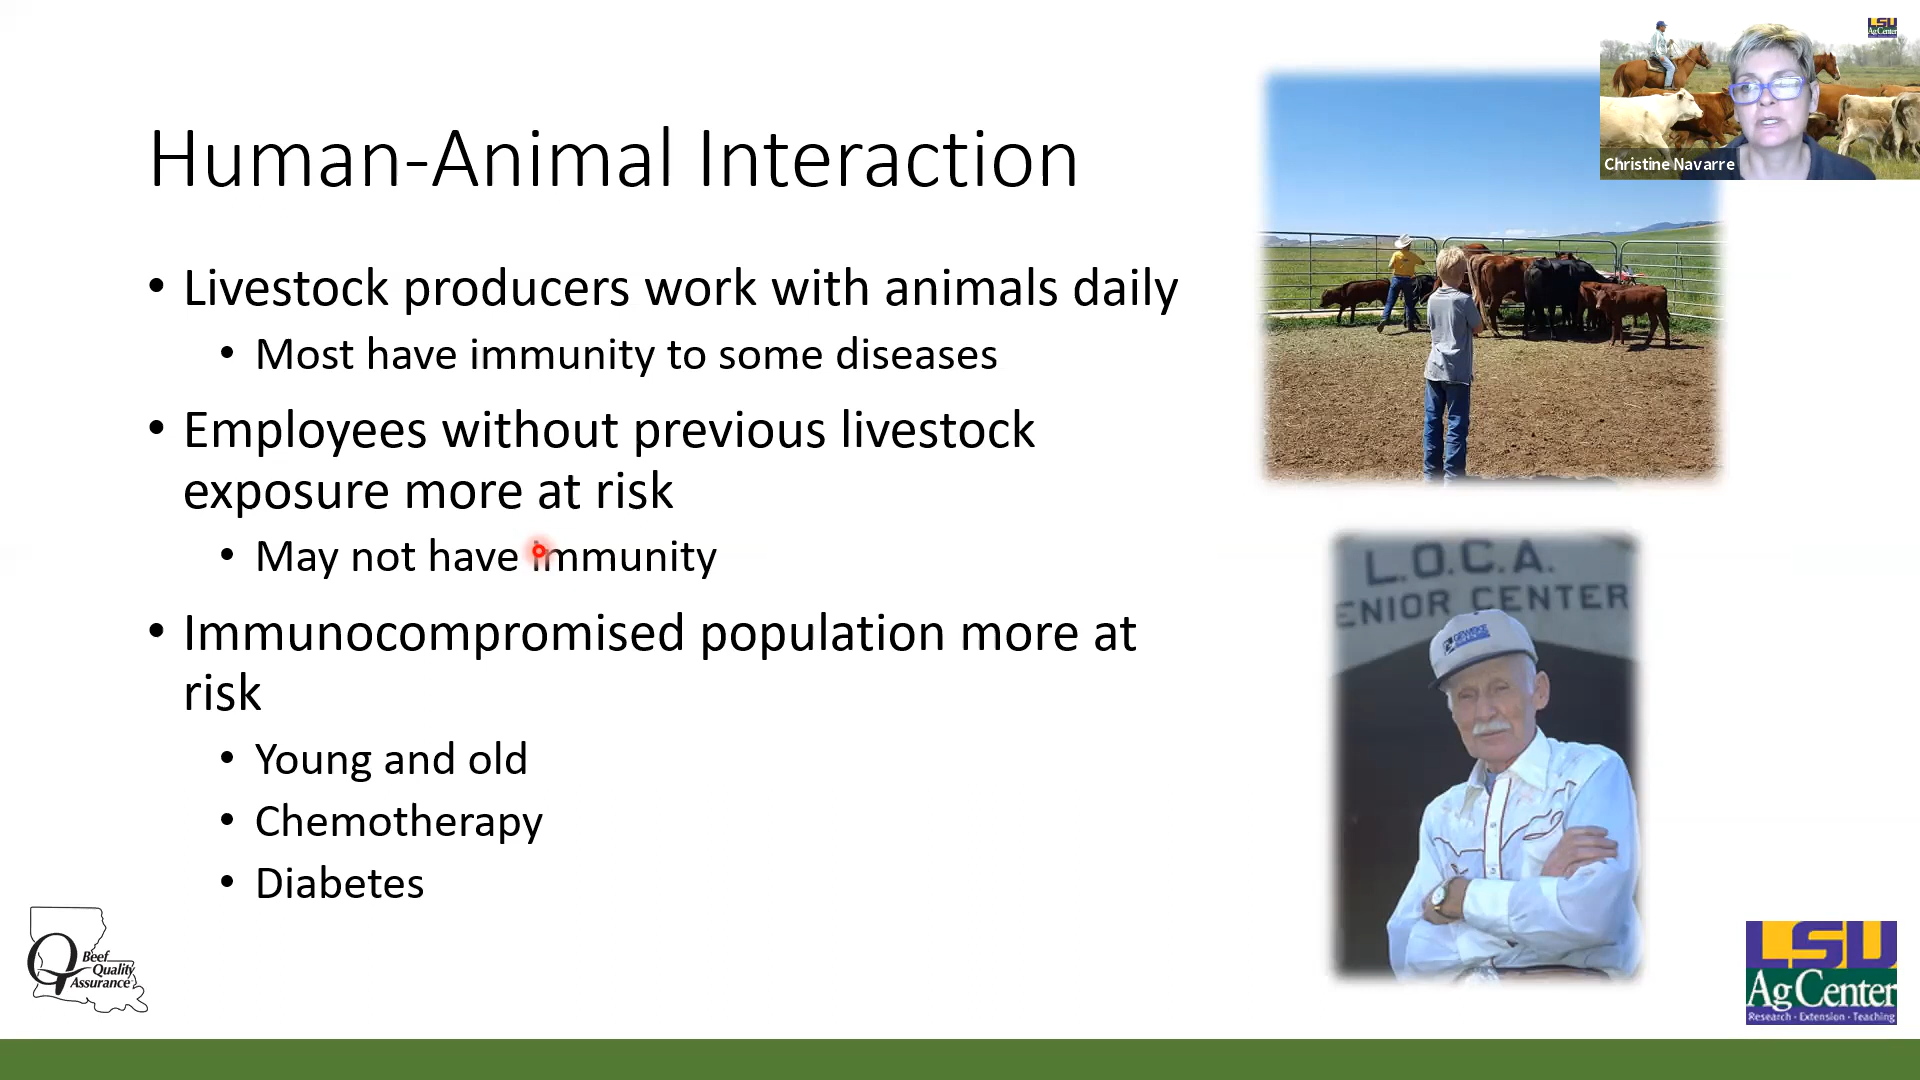 LSU
AgCenter
Christine Navarre
Human-Animal Interaction
• Livestock producers work with animals daily
• Most have immunity to some diseases
• Employees without previous livestock
exposure more at risk
• May not have immunity
• Immunocompromised population more at
risk
• Young and old
• Chemotherapy
• Diabetes
L.O.C.A.
ENIOR CENTER
Beef
Quality
Assurance
LSU
AgCenter
Research · Extension · Teaching